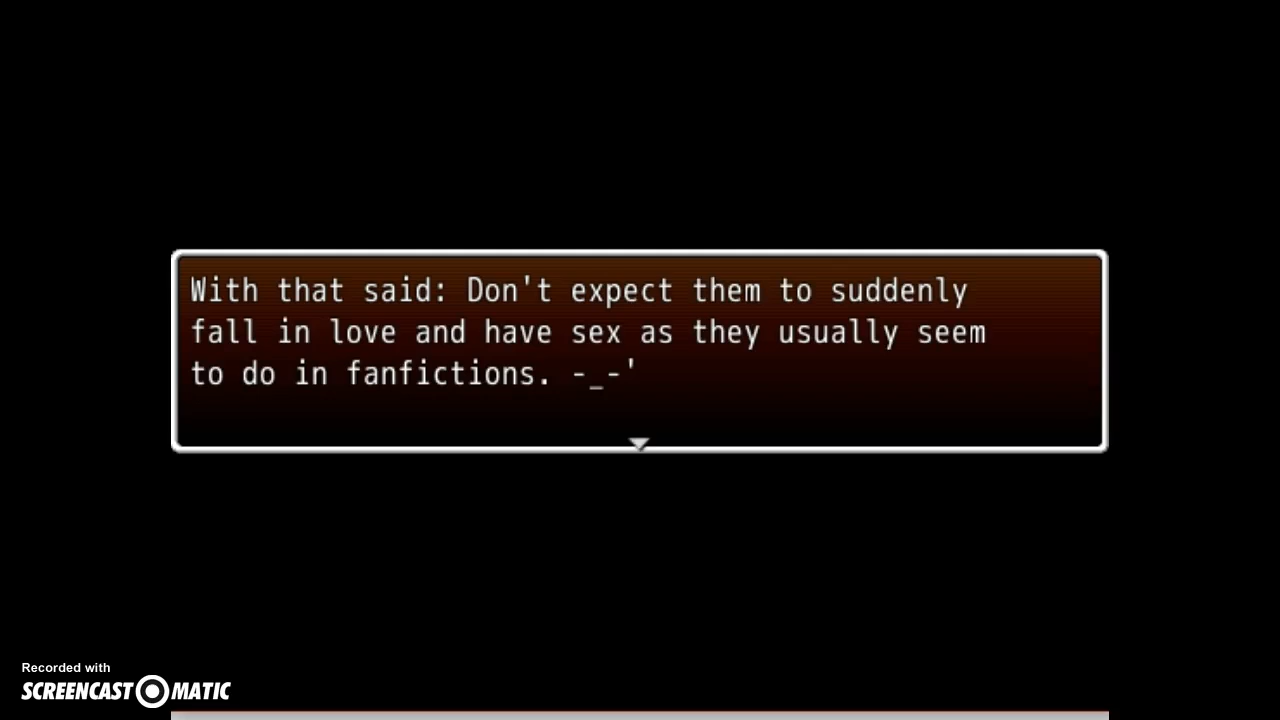 With that said: Don't expect them to suddenly
fall in love and have sex as they usually seem
to do in fanfictions. -_-'
Recorded with
SCREENCAST MATIC